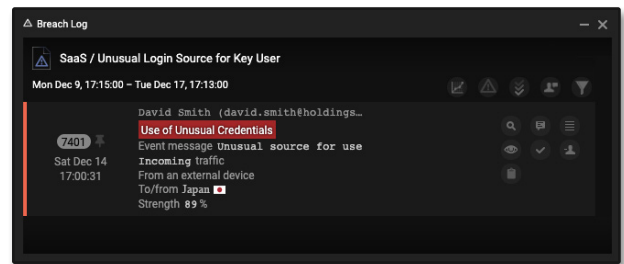 Breach Log
SaaS / Unusual Login Source for Key User
Mon Dec 9, 17:15:00 – Tue Dec 17, 17:13:00
David Smith (david.smith@holdings…
Use of Unusual Credentials
7401
Event message Unusual source for use
Sat Dec 14
Incoming traffic
17:00:31
From an external device
To/from Japan
Strength 89 %